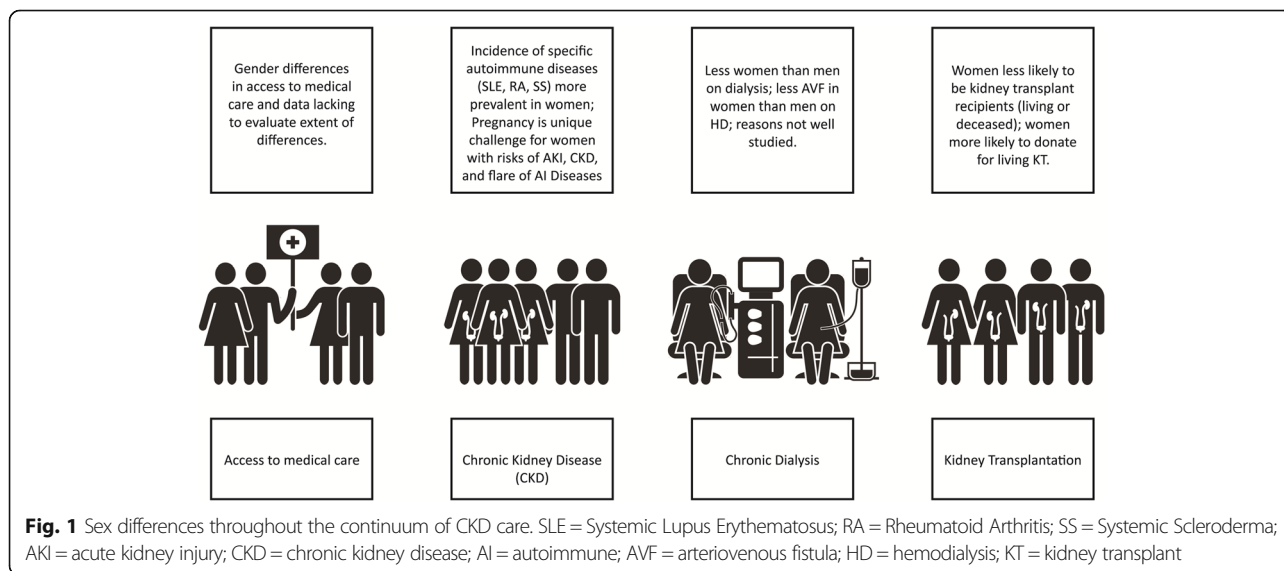 Gender differences
in access to medical
care and data lacking
to evaluate extent of
differences.
Incidence of specific
autoimmune diseases
(SLE, RA, SS) more
prevalent in women;
Pregnancy is unique
challenge for women
with risks of AKI, CKD,
and flare of AI Diseases
Less women than men
on dialysis; less AVF in
women than men on
HD; reasons not well
studied.
Women less likely to
be kidney transplant
recipients (living or
deceased); women
more likely to donate
for living KT.
Access to medical care
Chronic Kidney Disease
(CKD)
Chronic Dialysis
Kidney Transplantation
Fig. 1 Sex differences throughout the continuum of CKD care. SLE = Systemic Lupus Erythematosus; RA = Rheumatoid Arthritis; SS = Systemic Scleroderma;
AKI = acute kidney injury; CKD = chronic kidney disease; AI = autoimmune; AVF = arteriovenous fistula; HD = hemodialysis; KT = kidney transplant